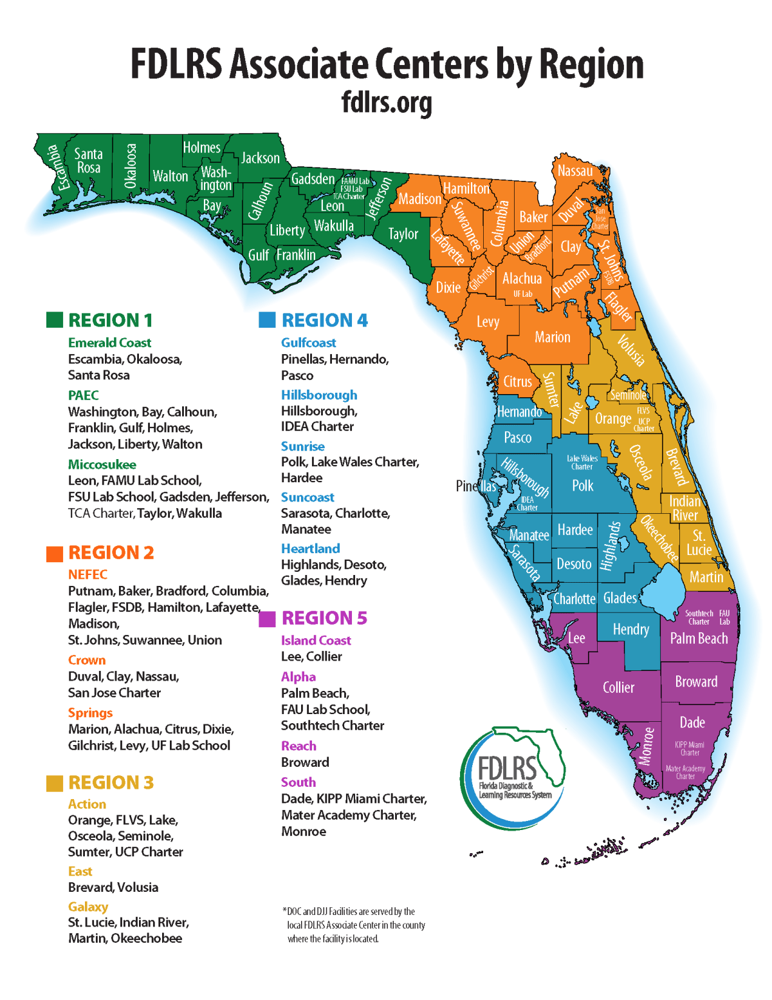 FDLRS Associate Centers by Region
fdlrs.org
Escambia
Santa
Rosa
Okaloosa
Walton
Holmes
Wash-
ington
Jackson
Bay
Calhoun
Gulf
Liberty
Franklin
Gadsden
FAMU Lab
FSU Lab
TCA Charter
Leon
Wakulla
Jefferson
Taylor
Madison
Hamilton
Suwannee
Lafayette
Columbia
Baker
Nassau
Duval
San
Jose
Charter
Union
Bradford
Clay
St. Johns
FSDB
Dixie
Gilchrist
Alachua
UF Lab
Putnam
Flagler
Levy
Marion
Volusia
Citrus
Sumter
Lake
Seminole
Hernando
Orange
FLVS
UCP
Charter
Pasco
Osceola
Brevard
Pinellas
Hillsborough
IDEA
Charter
Lake Wales
Charter
Polk
Indian
River
Manatee
Hardee
Highlands
Okeechobee
St.
Lucie
Sarasota
Desoto
Martin
Charlotte
Glades
Southtech
Charter
FAU
Lab
Lee
Hendry
Palm Beach
Collier
Broward
Dade
Monroe
KIPP Miami
Charter
Mater Academy
Charter
REGION 1
Emerald Coast
Escambia, Okaloosa,
Santa Rosa
PAEC
Washington, Bay, Calhoun,
Franklin, Gulf, Holmes,
Jackson, Liberty, Walton
Miccosukee
Leon, FAMU Lab School,
FSU Lab School, Gadsden, Jefferson,
TCA Charter, Taylor, Wakulla
REGION 2
NEFEC
Putnam, Baker, Bradford, Columbia,
Flagler, FSDB, Hamilton, Lafayette,
Madison,
St. Johns, Suwannee, Union
Crown
Duval, Clay, Nassau,
San Jose Charter
Springs
Marion, Alachua, Citrus, Dixie,
Gilchrist, Levy, UF Lab School
REGION 3
Action
Orange, FLVS, Lake,
Osceola, Seminole,
Sumter, UCP Charter
East
Brevard, Volusia
Galaxy
St. Lucie, Indian River,
Martin, Okeechobee
REGION 4
Gulfcoast
Pinellas, Hernando,
Pasco
Hillsborough
Hillsborough,
IDEA Charter
Sunrise
Polk, Lake Wales Charter,
Hardee
Suncoast
Sarasota, Charlotte,
Manatee
Heartland
Highlands, Desoto,
Glades, Hendry
REGION 5
Island Coast
Lee, Collier
Alpha
Palm Beach,
FAU Lab School,
Southtech Charter
Reach
Broward
South
Dade, KIPP Miami Charter,
Mater Academy Charter,
Monroe
FDLRS
Florida Diagnostic &
Learning Resources System
*DOC and DJJ Facilities are served by the
local FDLRS Associate Center in the county
where the facility is located.